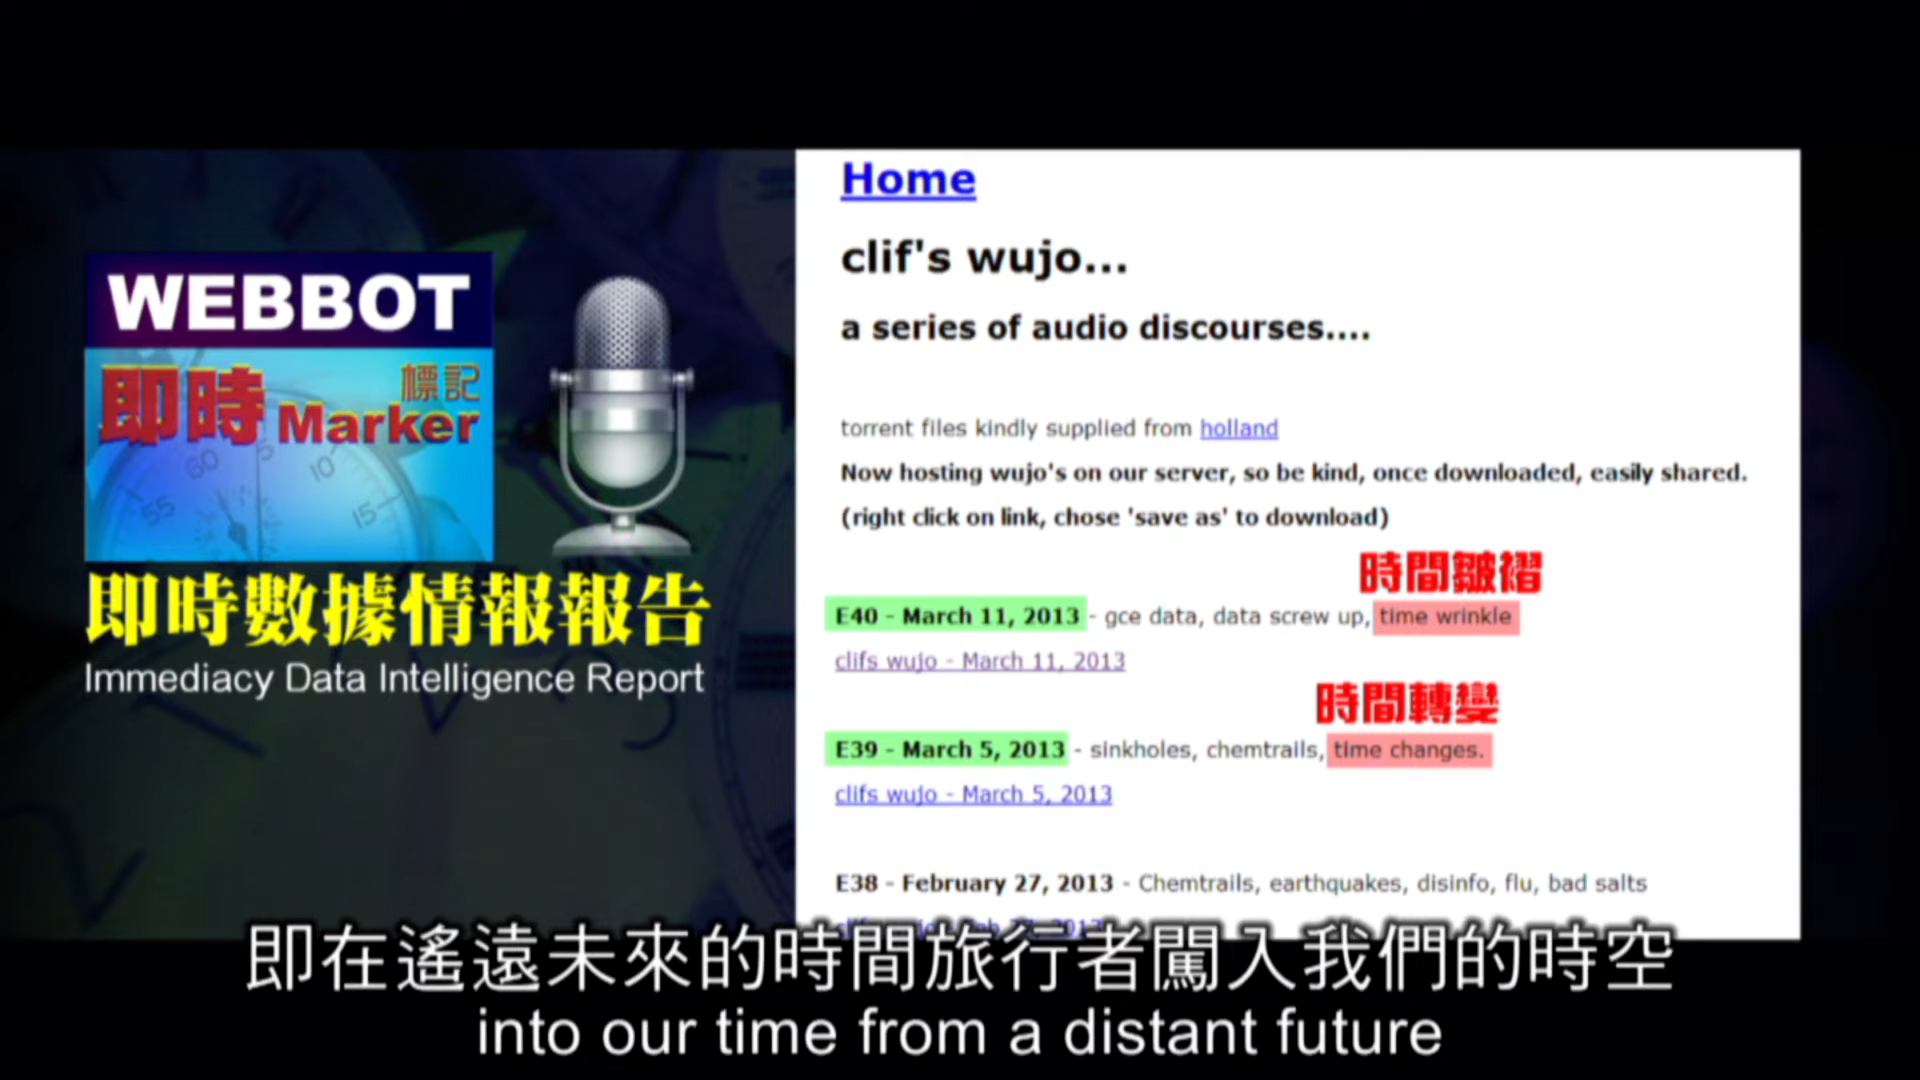 WEBBOT
即時 標記
Marker
60 5 10
55 15
即時數據情報報告
Immediacy Data Intelligence Report
Home
clif's wujo...
a series of audio discourses....
torrent files kindly supplied from holland
Now hosting wujo's on our server, so be kind, once downloaded, easily shared.
(right click on link, chose 'save as' to download)
時間皺褶
E40 - March 11, 2013 - gce data, data screw up, time wrinkle
clifs wujo - March 11, 2013
時間轉變
E39 - March 5, 2013 - sinkholes, chemtrails, time changes.
clifs wujo - March 5, 2013
E38 - February 27, 2013 - Chemtrails, earthquakes, disinfo, flu, bad salts
即在遙遠未來的時間旅行者闖入我們的時空
into our time from a distant future